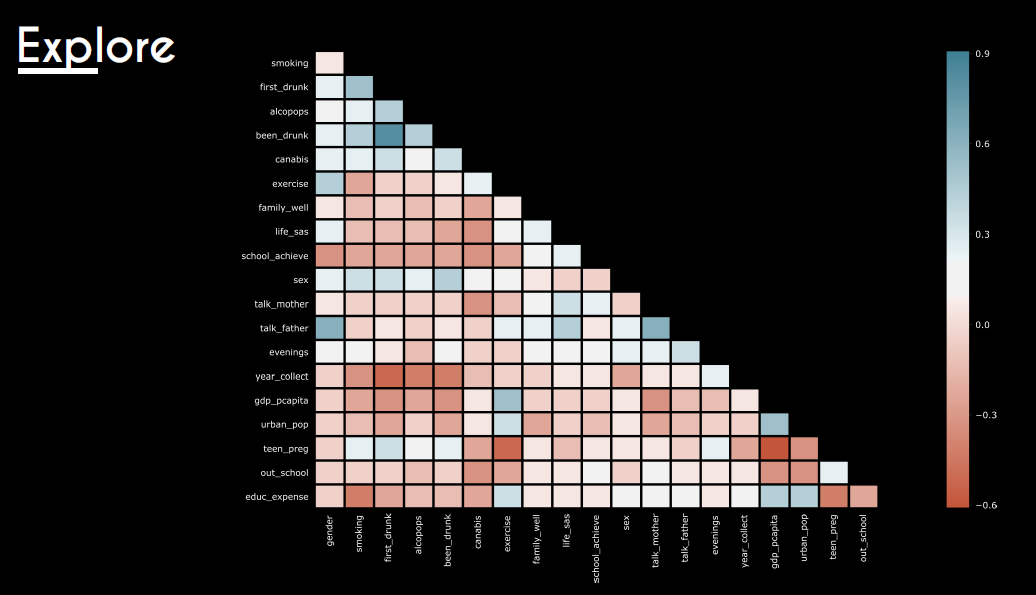 Explore
smoking
first_drunk
alcopops
been_drunk
canabis
exercise
family_well
life_sas
school_achieve
sex
talk_mother
talk_father
evenings
year_collect
gdp_pcapita
urban_pop
teen_preg
out_school
educ_expense
gender
smoking
first_drunk
alcopops
been_drunk
canabis
exercise
family_well
life_sas
school_achieve
sex
talk_mother
talk_father
evenings
year_collect
gdp_pcapita
urban_pop
teen_preg
out_school
0.9
0.6
0.3
0.0
−0.3
−0.6